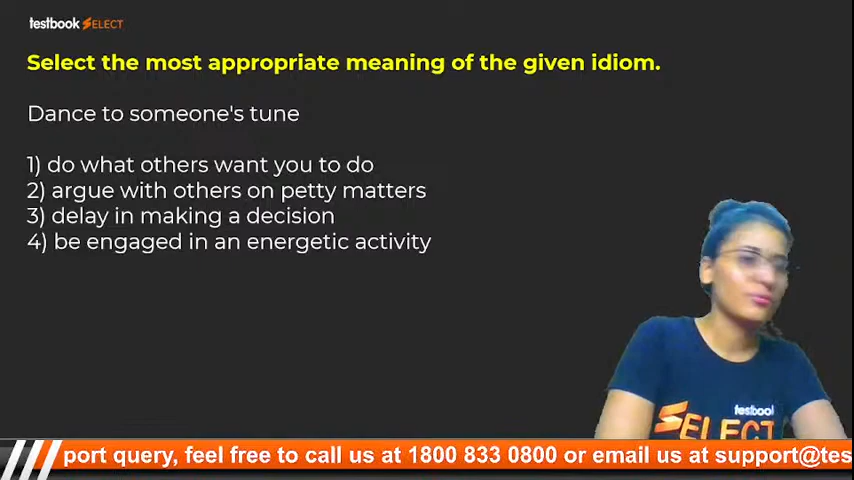 testbook SELECT
Select the most appropriate meaning of the given idiom.
Dance to someone's tune
1) do what others want you to do
2) argue with others on petty matters
3) delay in making a decision
4) be engaged in an energetic activity
testbook
SELECT
port query, feel free to call us at 1800 833 0800 or email us at support@tes